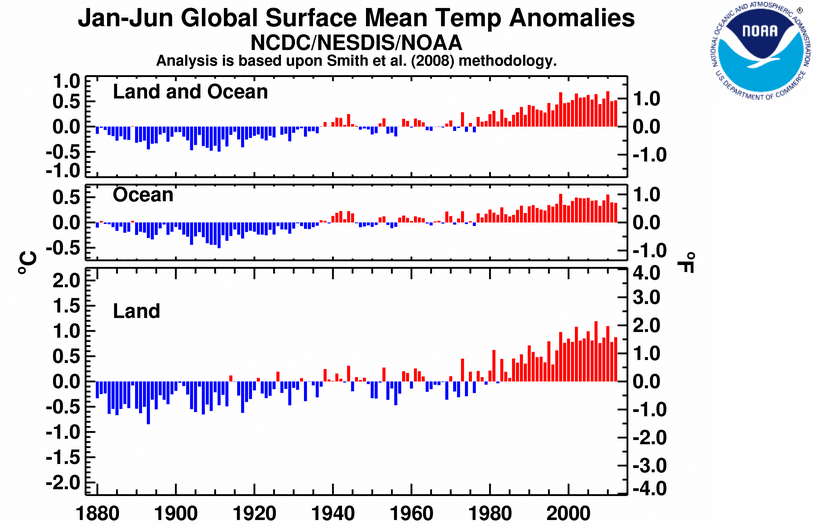 Jan-Jun Global Surface Mean Temp Anomalies
NCDC/NESDIS/NOAA
Analysis is based upon Smith et al. (2008) methodology.
NATIONAL OCEANIC AND ATMOSPHERIC ADMINISTRATION
®
NOAA
U.S. DEPARTMENT OF COMMERCE
Land and Ocean
1.0
0.5
0.0
-0.5
-1.0
1.0
0.0
-1.0
Ocean
0.5
0.0
-0.5
1.0
0.0
-1.0
°C
°F
Land
2.0
1.5
1.0
0.5
0.0
-0.5
-1.0
-1.5
-2.0
4.0
3.0
2.0
1.0
0.0
-1.0
-2.0
-3.0
-4.0
1880 1900 1920 1940 1960 1980 2000